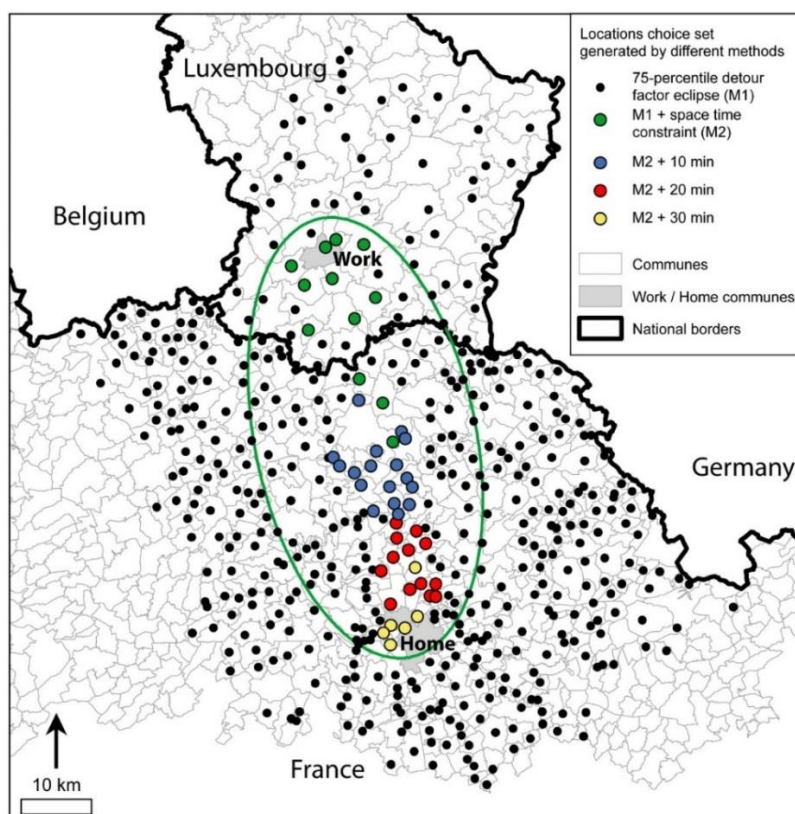 Luxembourg
Belgium
Work
Germany
Home
France
10 km
Locations choice set
generated by different methods
75-percentile detour
factor eclipse (M1)
M1 + space time
constraint (M2)
M2 + 10 min
M2 + 20 min
M2 + 30 min
Communes
Work / Home communes
National borders